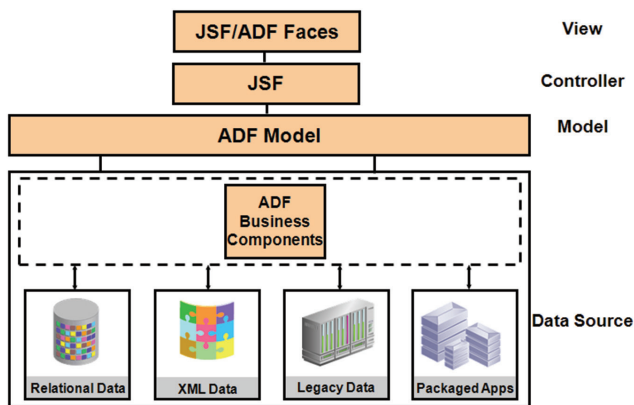 JSF/ADF Faces
View
JSF
Controller
ADF Model
Model
ADF
Business
Components
Data Source
Relational Data
XML Data
Legacy Data
Packaged Apps